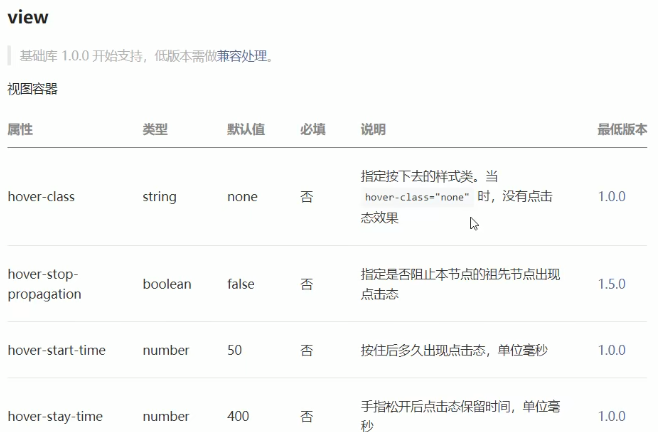 view
基础库 1.0.0 开始支持，低版本需做兼容处理。
视图容器
属性 类型 默认值 必填 说明 最低版本
hover-class string none 否 指定按下去的样式类。当
hover-class="none" 时，没有点击
态效果 1.0.0
hover-stop-
propagation boolean false 否 指定是否阻止本节点的祖先节点出现
点击态 1.5.0
hover-start-time number 50 否 按住后多久出现点击态，单位毫秒 1.0.0
hover-stay-time number 400 否 手指松开后点击态保留时间，单位毫
秒 1.0.0